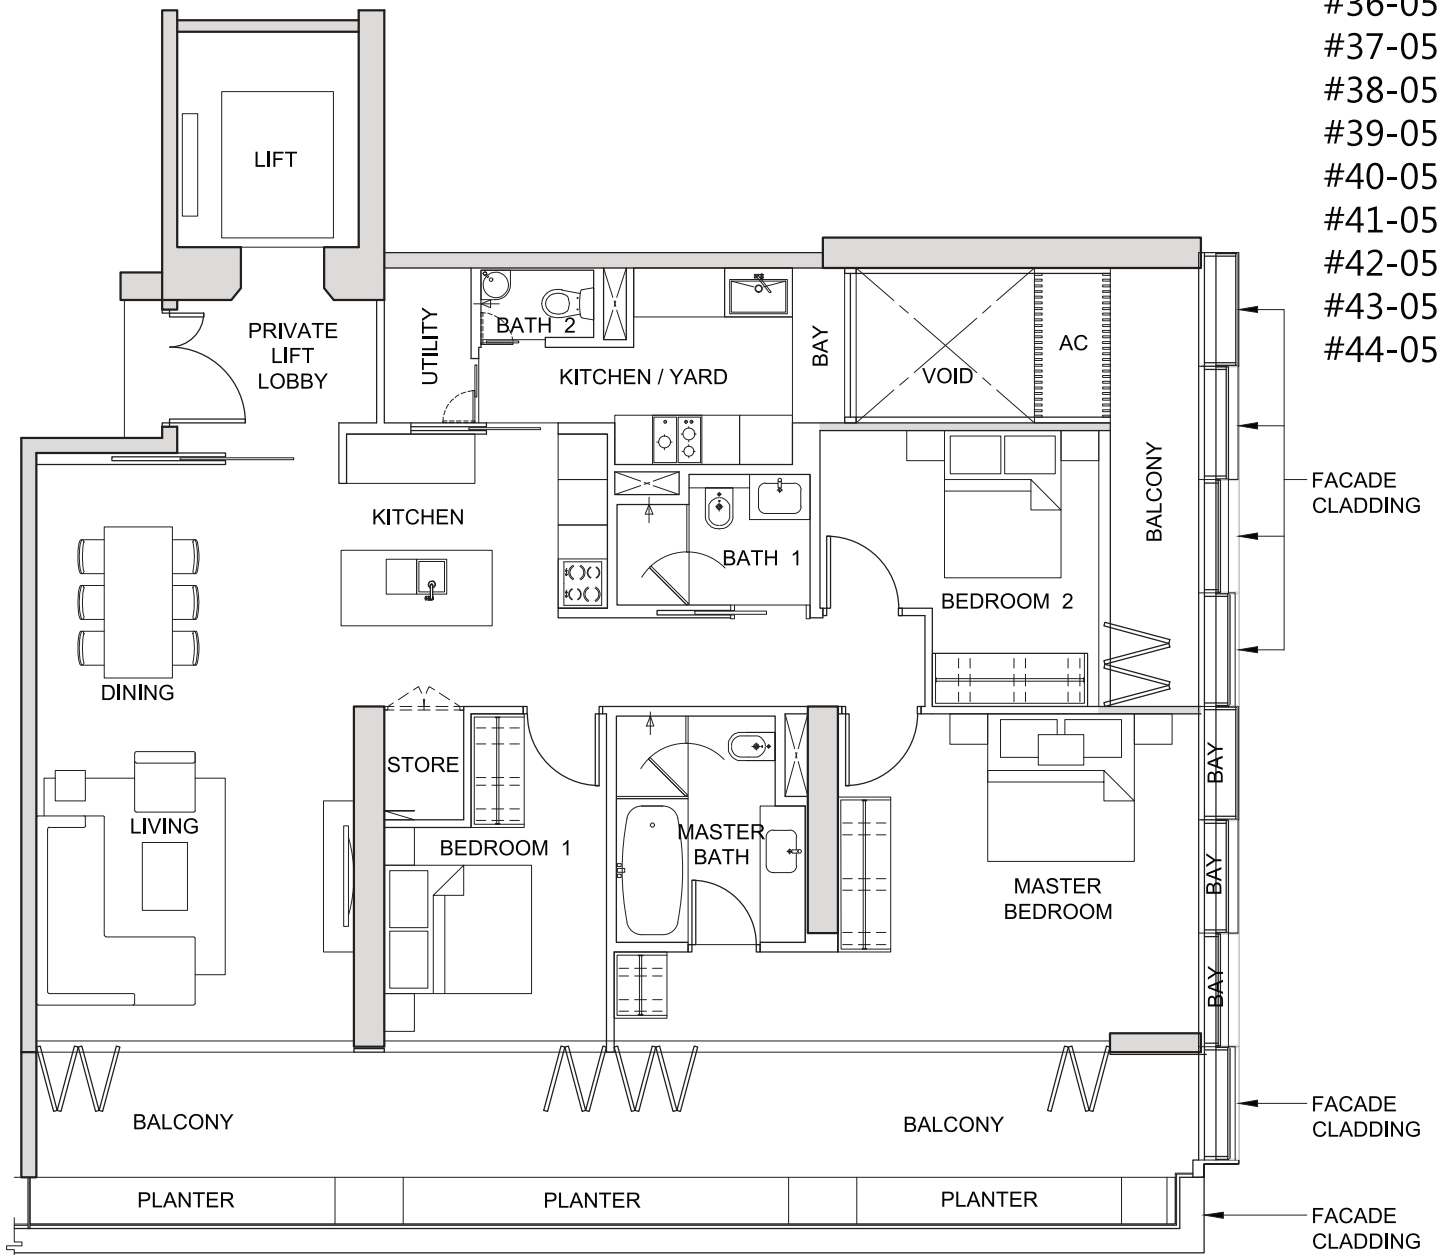 #36-05
#37-05
#38-05
#39-05
#40-05
#41-05
#42-05
#43-05
#44-05
LIFT
PRIVATE
LIFT
LOBBY
UTILITY
BATH 2
KITCHEN / YARD
BAY
VOID
AC
BALCONY
FACADE
CLADDING
KITCHEN
BATH 1
BEDROOM 2
DINING
STORE
LIVING
BEDROOM 1
MASTER
BATH
MASTER
BEDROOM
BAY
BAY
BAY
BALCONY
BALCONY
FACADE
CLADDING
PLANTER
PLANTER
PLANTER
FACADE
CLADDING